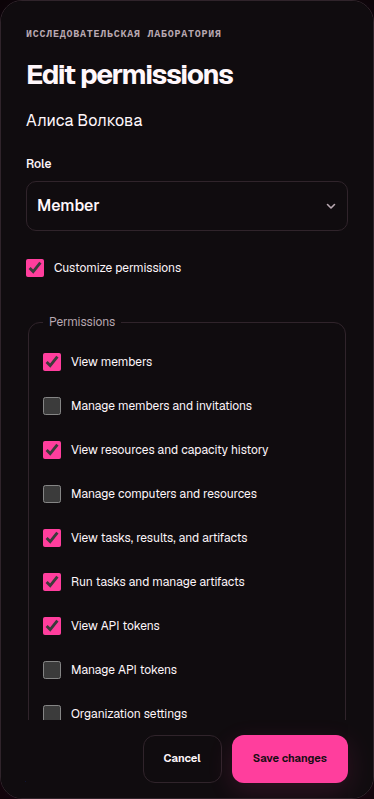 ИССЛЕДОВАТЕЛЬСКАЯ ЛАБОРАТОРИЯ
Edit permissions
Алиса Волкова
Role
Member
Customize permissions
Permissions
View members
Manage members and invitations
View resources and capacity history
Manage computers and resources
View tasks, results, and artifacts
Run tasks and manage artifacts
View API tokens
Manage API tokens
Organization settings
Cancel
Save changes